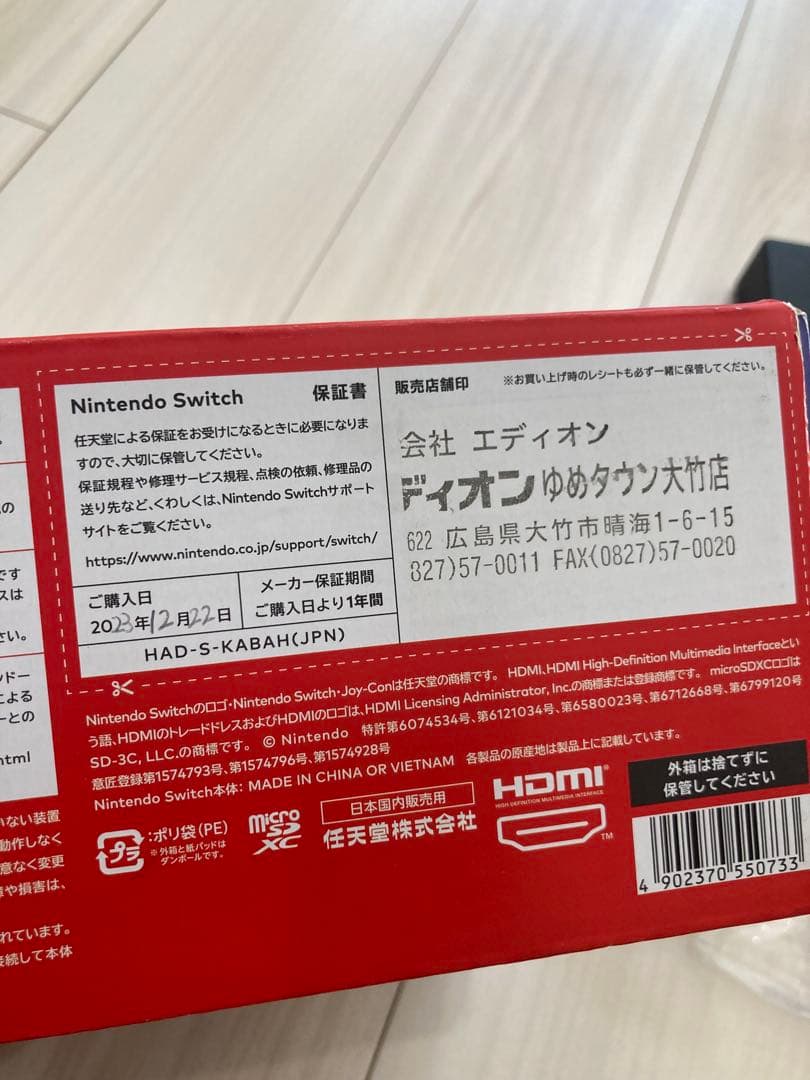 Nintendo Switch 保証書
任天堂による保証をお受けになるときに必要になりま
すので、大切に保管してください。
保証規程や修理サービス規程、点検の依頼、修理品の
送り先など、くわしくは、Nintendo Switchサポート
サイトをご覧ください。
https://www.nintendo.co.jp/support/switch/
ご購入日
2023年12月22日
メーカー保証期間
ご購入日より1年間
HAD-S-KABAH(JPN)
販売店舗印 ※お買い上げ時のレシートも必ず一緒に保管してください。
会社 エディオン
ディオン ゆめタウン大竹店
622 広島県大竹市晴海1-6-15
827)57-0011 FAX(0827)57-0020
Nintendo Switchのロゴ・Nintendo Switch・Joy-Conは任天堂の商標です。 HDMI、HDMI High-Definition Multimedia Interfaceとい
う語、HDMIのトレードドレスおよびHDMIのロゴは、HDMI Licensing Administrator, Inc.の商標または登録商標です。 microSDXCロゴは
SD-3C, LLC.の商標です。 © Nintendo 特許第6074534号、第6121034号、第6580023号、第6712668号、第6799120号
意匠登録第1574793号、第1574796号、第1574928号
Nintendo Switch本体: MADE IN CHINA OR VIETNAM 各製品の原産地は製品上に記載しています。
プラ
:ポリ袋(PE)
※外箱と紙パッドは
ダンボールです。
micro
SD
XC
日本国内販売用
任天堂株式会社
HDMI®
HIGH-DEFINITION MULTIMEDIA INTERFACE
TM
外箱は捨てずに
保管してください
4 902370 550733
の
です
スは
さい。
ンドー
による
ーとの
html
いない装置
動作しなく
意なく変更
障や損害は、
れています。
接続して本体